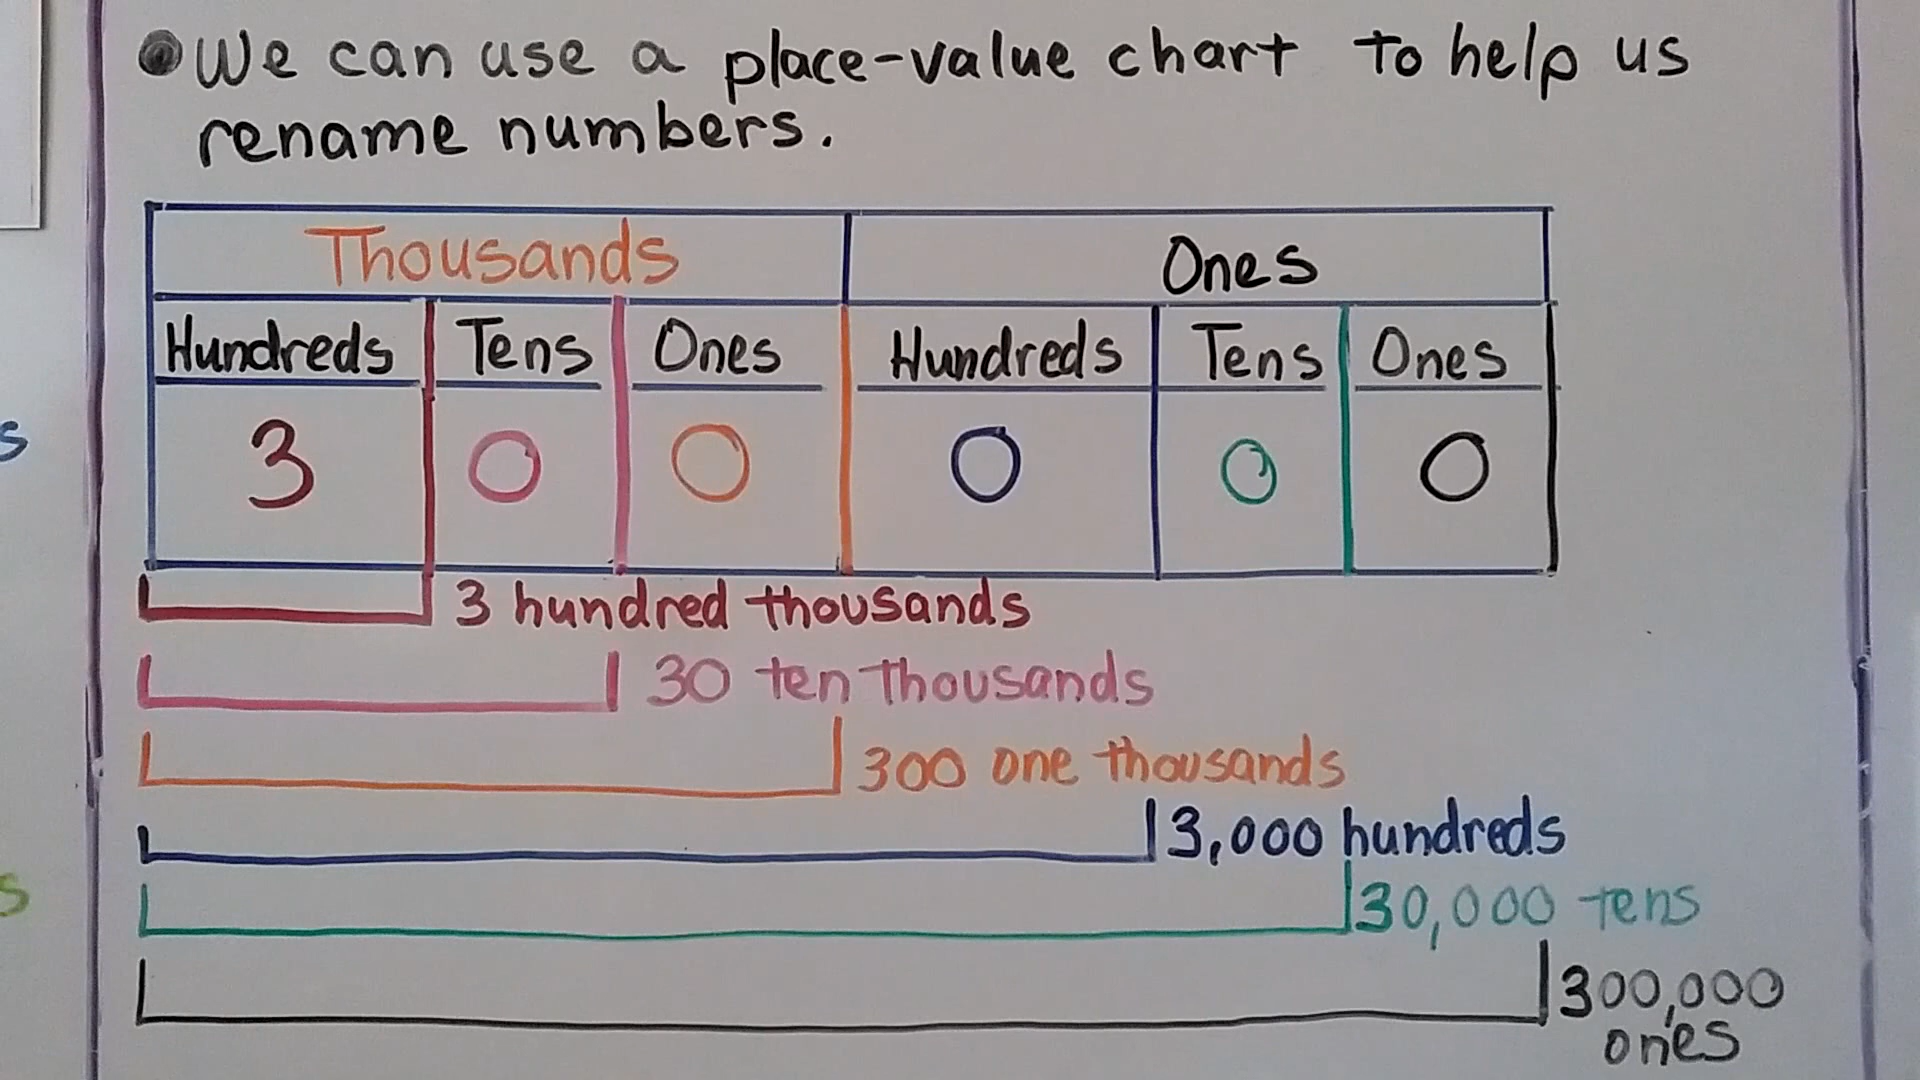 We can use a place-value chart to help us
rename numbers.
Thousands Ones
Hundreds Tens Ones Hundreds Tens Ones
3 0 0 0 0 0
3 hundred thousands
30 ten thousands
300 one thousands
s
3,000 hundreds
30,000 tens
s
300,000
ones